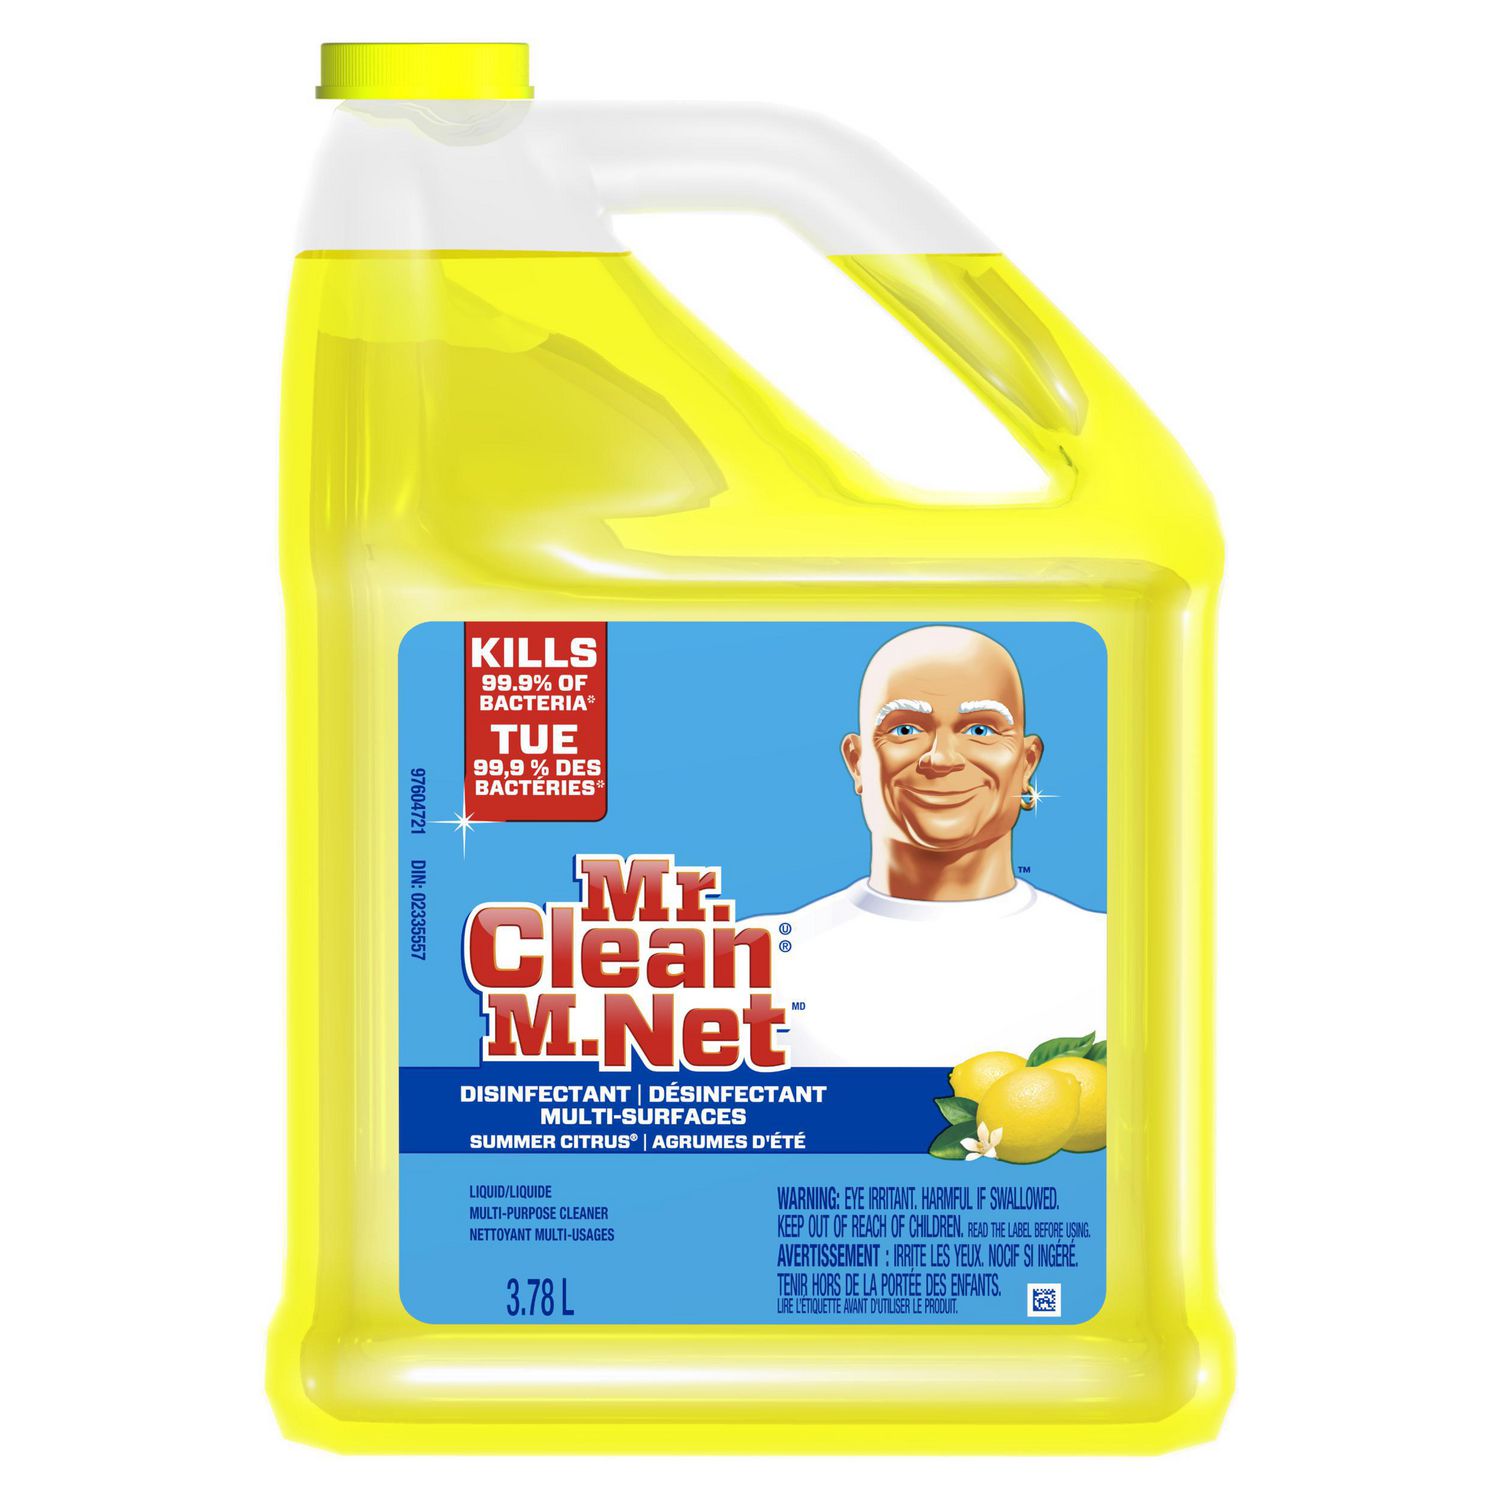 KILLS
99.9% OF
BACTERIA*
TUE
99,9 % DES
BACTÉRIES*
97604721 DIN: 02335557
Mr.
Clean®
M.Net MD
TM
DISINFECTANT | DÉSINFECTANT
MULTI-SURFACES
SUMMER CITRUS® | AGRUMES D'ÉTÉ
LIQUID/LIQUIDE
MULTI-PURPOSE CLEANER
NETTOYANT MULTI-USAGES
3.78 L
WARNING: EYE IRRITANT. HARMFUL IF SWALLOWED.
KEEP OUT OF REACH OF CHILDREN. READ THE LABEL BEFORE USING.
AVERTISSEMENT : IRRITE LES YEUX. NOCIF SI INGÉRÉ.
TENIR HORS DE LA PORTÉE DES ENFANTS.
LIRE L'ÉTIQUETTE AVANT D'UTILISER LE PRODUIT.